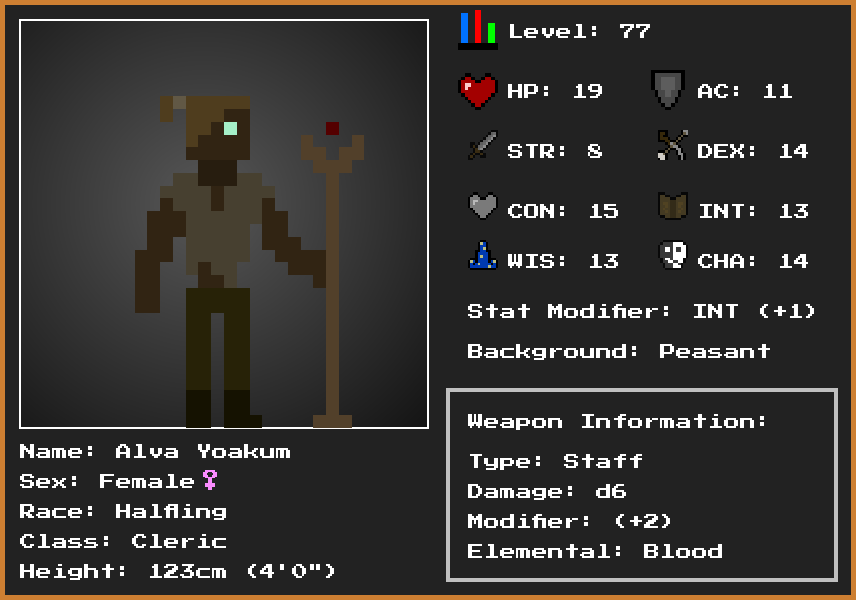 Level: 77
HP: 19 AC: 11
STR: 8 DEX: 14
CON: 15 INT: 13
WIS: 13 CHA: 14
Stat Modifier: INT (+1)
Background: Peasant
Weapon Information:
Type: Staff
Damage: d6
Modifier: (+2)
Elemental: Blood
Name: Alva Yoakum
Sex: Female♀
Race: Halfling
Class: Cleric
Height: 123cm (4'0")